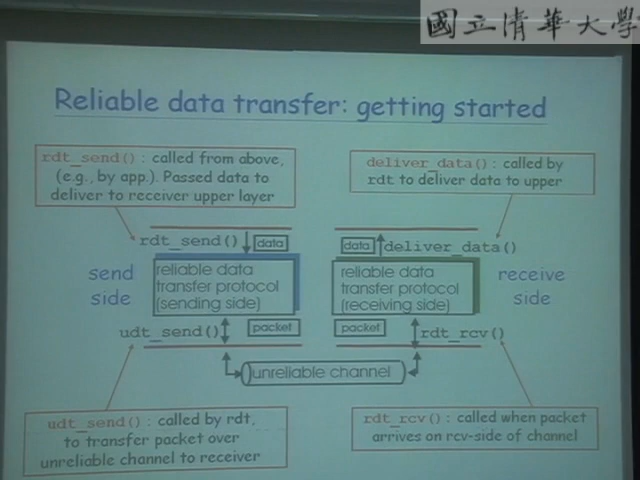 國立清華大學
Reliable data transfer: getting started
rdt_send() : called from above,
(e.g., by app.). Passed data to
deliver to receiver upper layer
deliver_data() : called by
rdt to deliver data to upper
rdt_send()
data
data
deliver_data()
send
side
reliable data
transfer protocol
(sending side)
reliable data
transfer protocol
(receiving side)
receive
side
udt_send()
packet
packet
rdt_rcv()
unreliable channel
udt_send() : called by rdt,
to transfer packet over
unreliable channel to receiver
rdt_rcv() : called when packet
arrives on rcv-side of channel